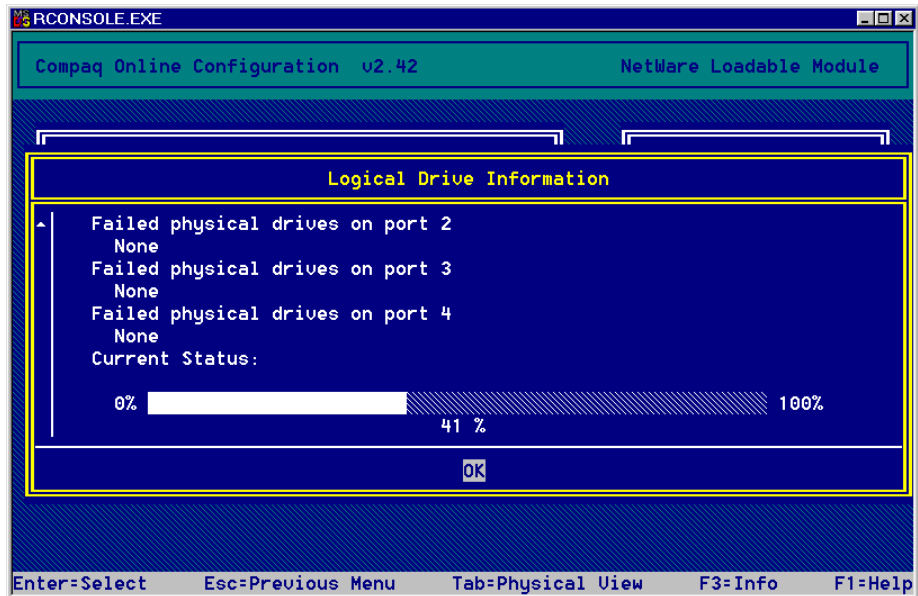 RCONSOLE.EXE
Compaq Online Configuration v2.42 NetWare Loadable Module
Logical Drive Information
Failed physical drives on port 2
None
Failed physical drives on port 3
None
Failed physical drives on port 4
None
Current Status:
0% 100%
41 %
OK
Enter=Select Esc=Previous Menu Tab=Physical View F3=Info F1=Help